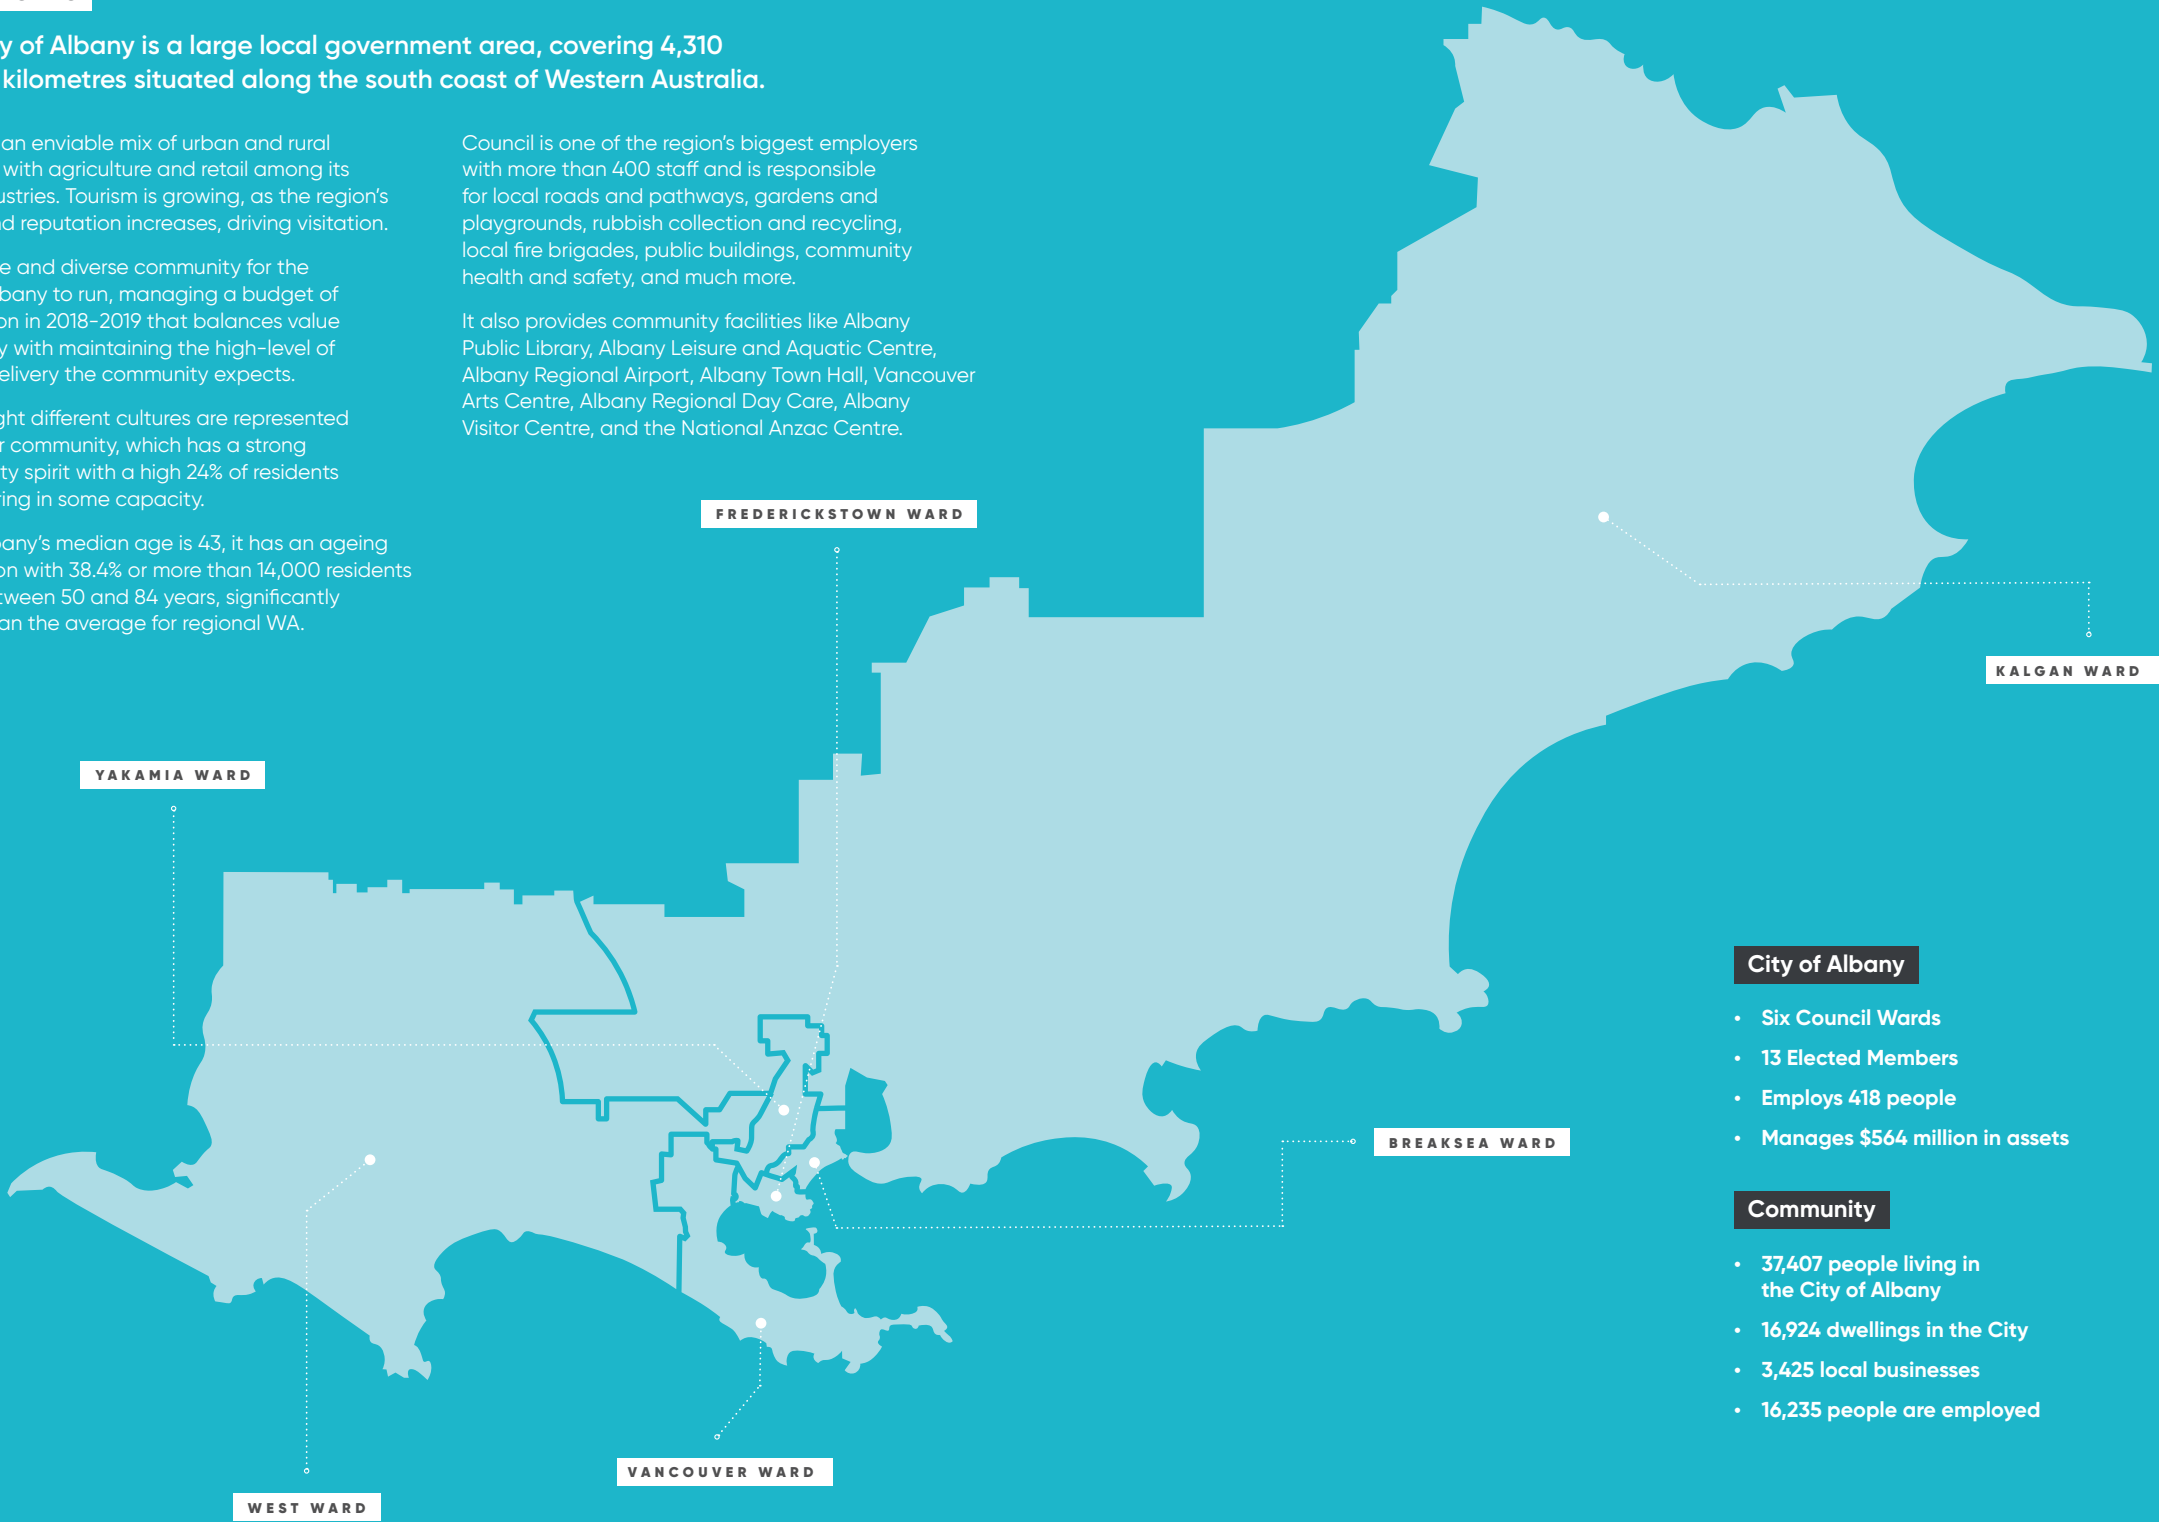 y of Albany is a large local government area, covering 4,310
kilometres situated along the south coast of Western Australia.
an enviable mix of urban and rural
with agriculture and retail among its
ustries. Tourism is growing, as the region's
nd reputation increases, driving visitation.
e and diverse community for the
bany to run, managing a budget of
on in 2018-2019 that balances value
y with maintaining the high-level of
elivery the community expects.
ght different cultures are represented
r community, which has a strong
ty spirit with a high 24% of residents
ring in some capacity.
bany's median age is 43, it has an ageing
on with 38.4% or more than 14,000 residents
tween 50 and 84 years, significantly
an the average for regional WA.
Council is one of the region's biggest employers
with more than 400 staff and is responsible
for local roads and pathways, gardens and
playgrounds, rubbish collection and recycling,
local fire brigades, public buildings, community
health and safety, and much more.
It also provides community facilities like Albany
Public Library, Albany Leisure and Aquatic Centre,
Albany Regional Airport, Albany Town Hall, Vancouver
Arts Centre, Albany Regional Day Care, Albany
Visitor Centre, and the National Anzac Centre.
FREDERICKSTOWN WARD
KALGAN WARD
YAKAMIA WARD
BREAKSEA WARD
VANCOUVER WARD
WEST WARD
City of Albany
• Six Council Wards
• 13 Elected Members
• Employs 418 people
• Manages $564 million in assets
Community
• 37,407 people living in
the City of Albany
• 16,924 dwellings in the City
• 3,425 local businesses
• 16,235 people are employed